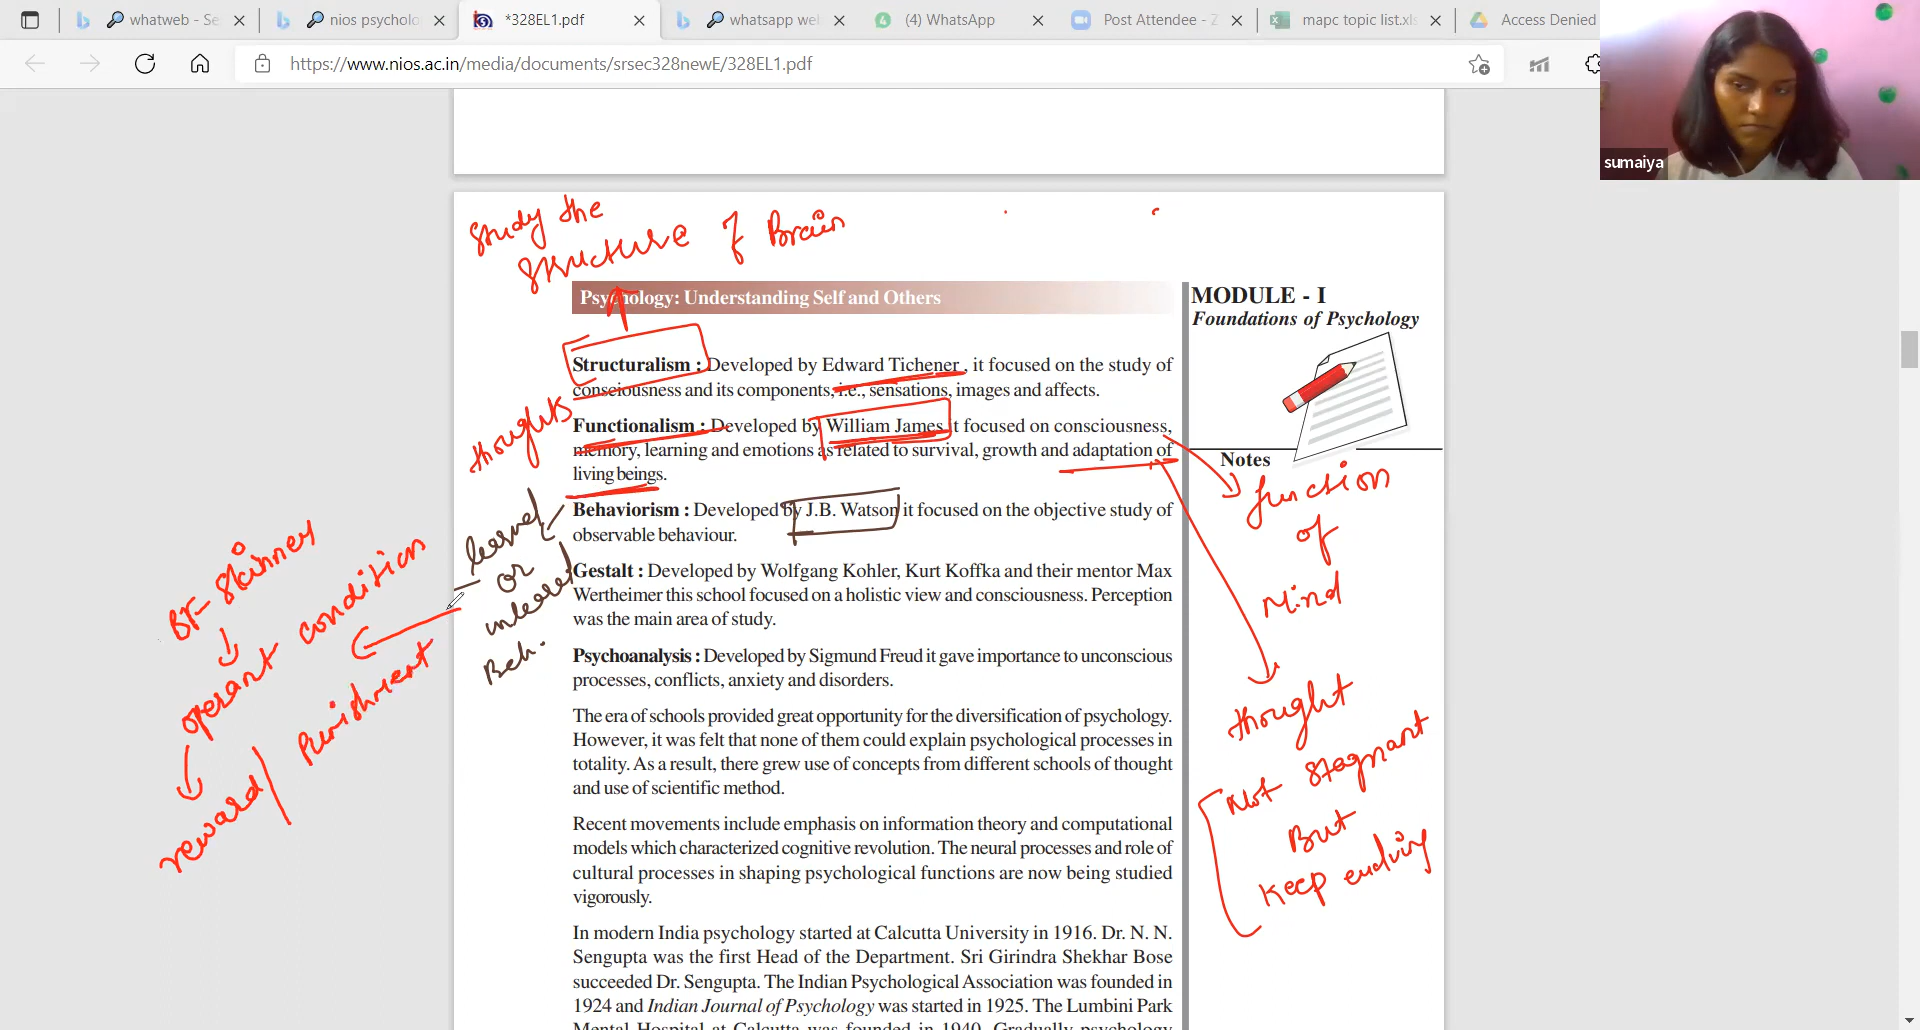 whatweb - Se
nios psycholo
*328EL1.pdf
whatsapp we
(4) WhatsApp
Post Attendee - Z
mapc topic list.xls
Access Denied
https://www.nios.ac.in/media/documents/srsec328newE/328EL1.pdf
sumaiya
Study the
structure of Brain
Psychology: Understanding Self and Others
MODULE - I
Foundations of Psychology
Notes
Structuralism : Developed by Edward Tichener , it focused on the study of
consciousness and its components, i.e., sensations, images and affects.
Functionalism : Developed by William James it focused on consciousness,
memory, learning and emotions as related to survival, growth and adaptation of
living beings.
Behaviorism : Developed by J.B. Watson it focused on the objective study of
observable behaviour.
Gestalt : Developed by Wolfgang Kohler, Kurt Koffka and their mentor Max
Wertheimer this school focused on a holistic view and consciousness. Perception
was the main area of study.
Psychoanalysis : Developed by Sigmund Freud it gave importance to unconscious
processes, conflicts, anxiety and disorders.
The era of schools provided great opportunity for the diversification of psychology.
However, it was felt that none of them could explain psychological processes in
totality. As a result, there grew use of concepts from different schools of thought
and use of scientific method.
Recent movements include emphasis on information theory and computational
models which characterized cognitive revolution. The neural processes and role of
cultural processes in shaping psychological functions are now being studied
vigorously.
In modern India psychology started at Calcutta University in 1916. Dr. N. N.
Sengupta was the first Head of the Department. Sri Girindra Shekhar Bose
succeeded Dr. Sengupta. The Indian Psychological Association was founded in
1924 and Indian Journal of Psychology was started in 1925. The Lumbini Park
Mental Hospital at Calcutta was founded in 1940. Gradually psychology
thoughts
learned
or
Beh.
BF Skinner
operant condition
reward/ Punishment
function
of
Mind
thought
Not stagnant
But
Keep